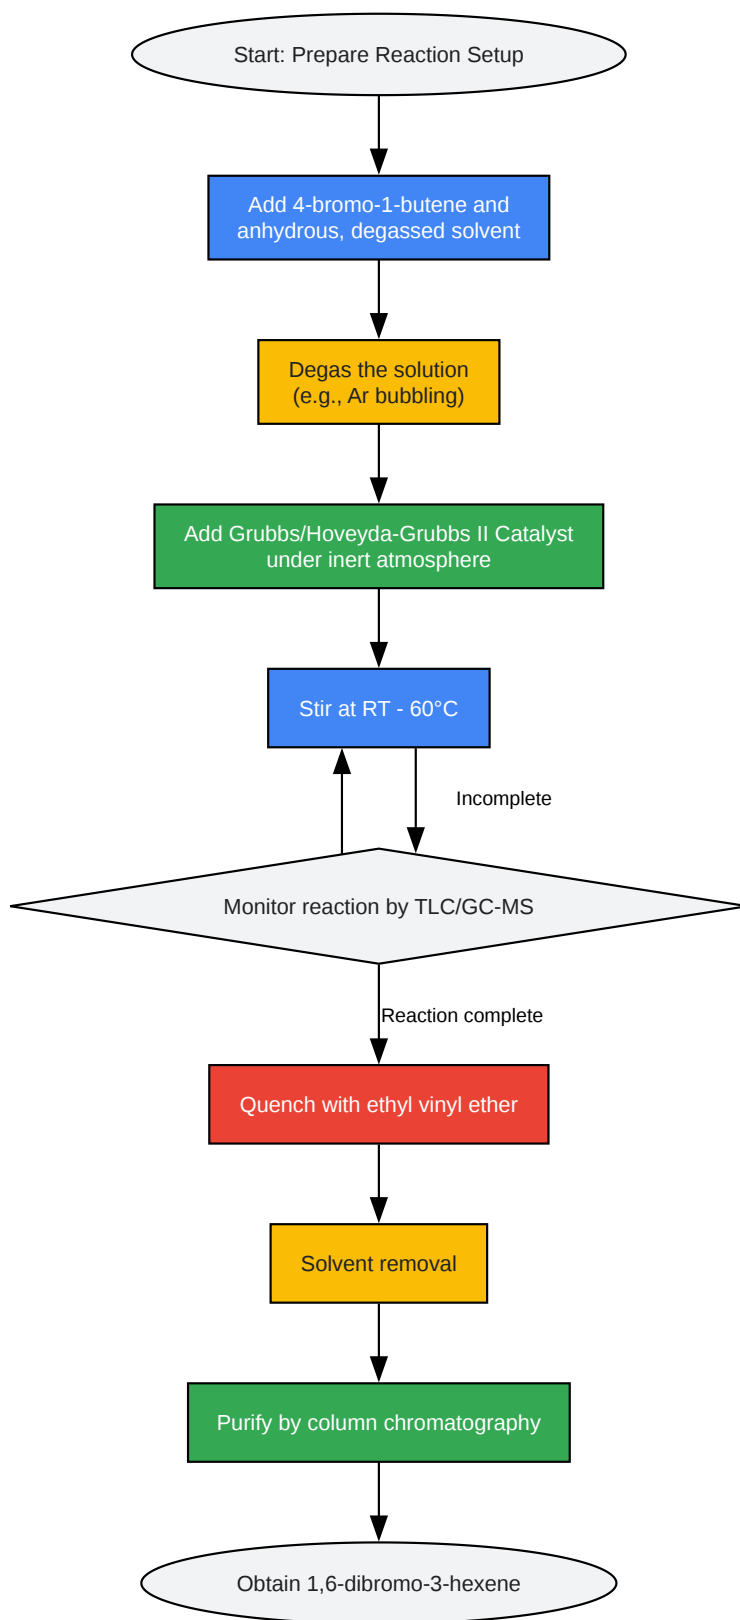 Start: Prepare Reaction Setup
Add 4-bromo-1-butene and
anhydrous, degassed solvent
Degas the solution
(e.g., Ar bubbling)
Add Grubbs/Hoveyda-Grubbs II Catalyst
under inert atmosphere
Stir at RT - 60°C
Incomplete
Monitor reaction by TLC/GC-MS
Reaction complete
Quench with ethyl vinyl ether
Solvent removal
Purify by column chromatography
Obtain 1,6-dibromo-3-hexene